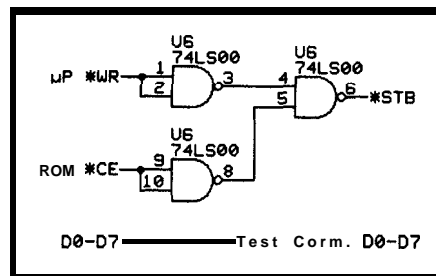 U6
74LS00
µP *WR
1
2
3
U6
74LS00
4
5
6
*STB
U6
74LS00
ROM *CE
9
10
8
D0-D7
Test Corm. D0-D7